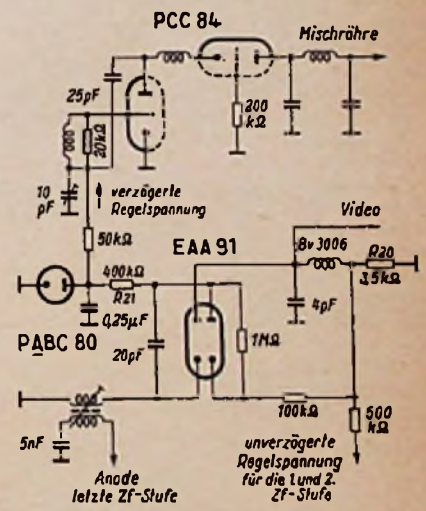 PCC 84
Mischröhre
25pF
20kΩ
200
kΩ
10
pF
verzögerte
Regelspannung
Video
50kΩ
EAA 91
Bv 3006
R20
3,5kΩ
400kΩ
R21
0,25µF
4pF
PABC 80
20pF
1MΩ
100kΩ
500
kΩ
5nF
Anode
letzte Zf-Stufe
unverzögerte
Regelspannung
für die 1. und 2.
Zf-Stufe